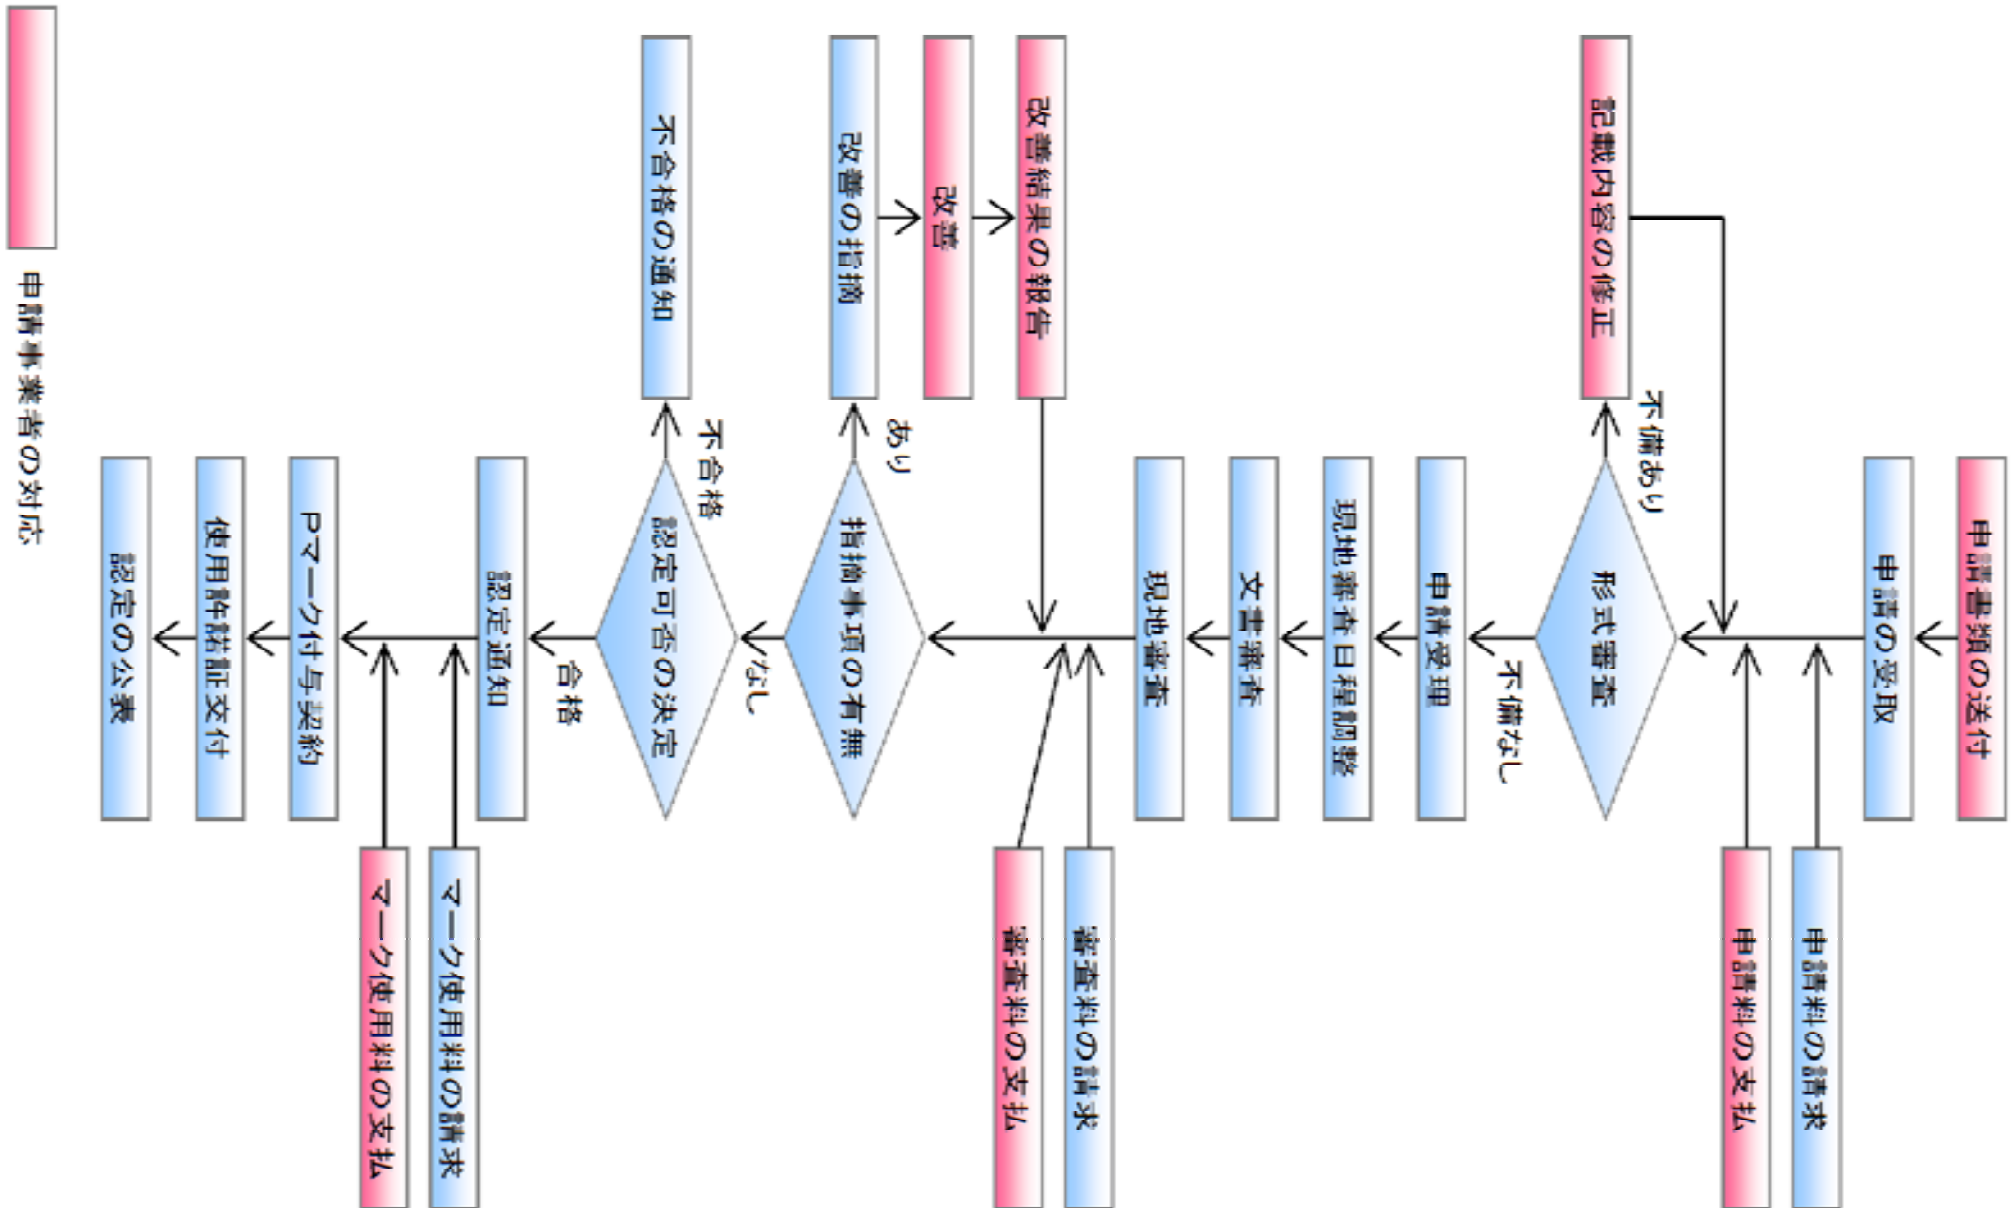 申請書類の送付
申請の受取
申請料の請求
申請料の支払
記載内容の修正
不備あり
形式審査
不備なし
申請受理
現地審査日程調整
文書審査
現地審査
審査料の請求
審査料の支払
改善結果の報告
改善
改善の指摘
あり
指摘事項の有無
なし
不合格の通知
不合格
認定可否の決定
合格
認定通知
マーク使用料の請求
マーク使用料の支払
Pマーク付与契約
使用許諾証交付
認定の公表
申請事業者の対応